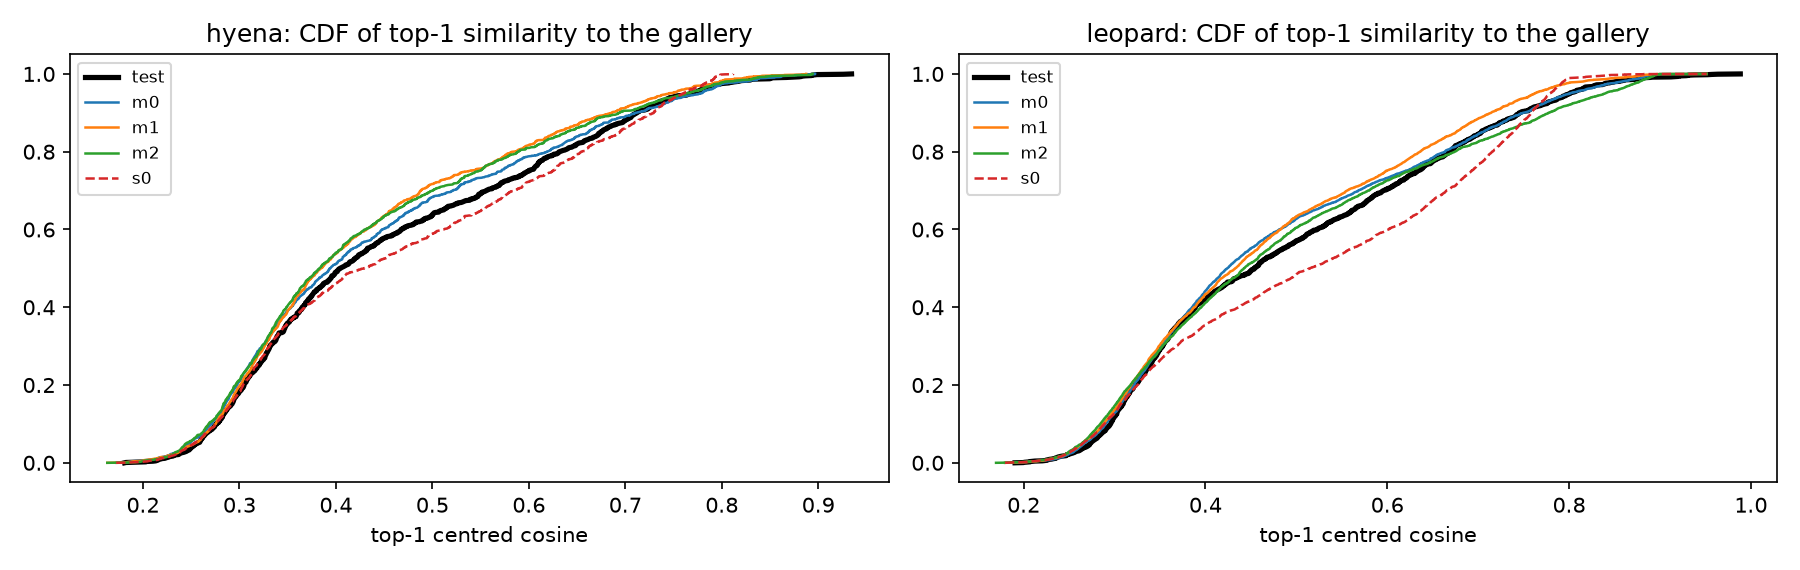 hyena: CDF of top-1 similarity to the gallery
1.0
0.8
0.6
0.4
0.2
0.0
test
m0
m1
m2
s0
0.2 0.3 0.4 0.5 0.6 0.7 0.8 0.9
top-1 centred cosine
leopard: CDF of top-1 similarity to the gallery
1.0
0.8
0.6
0.4
0.2
0.0
test
m0
m1
m2
s0
0.2 0.4 0.6 0.8 1.0
top-1 centred cosine